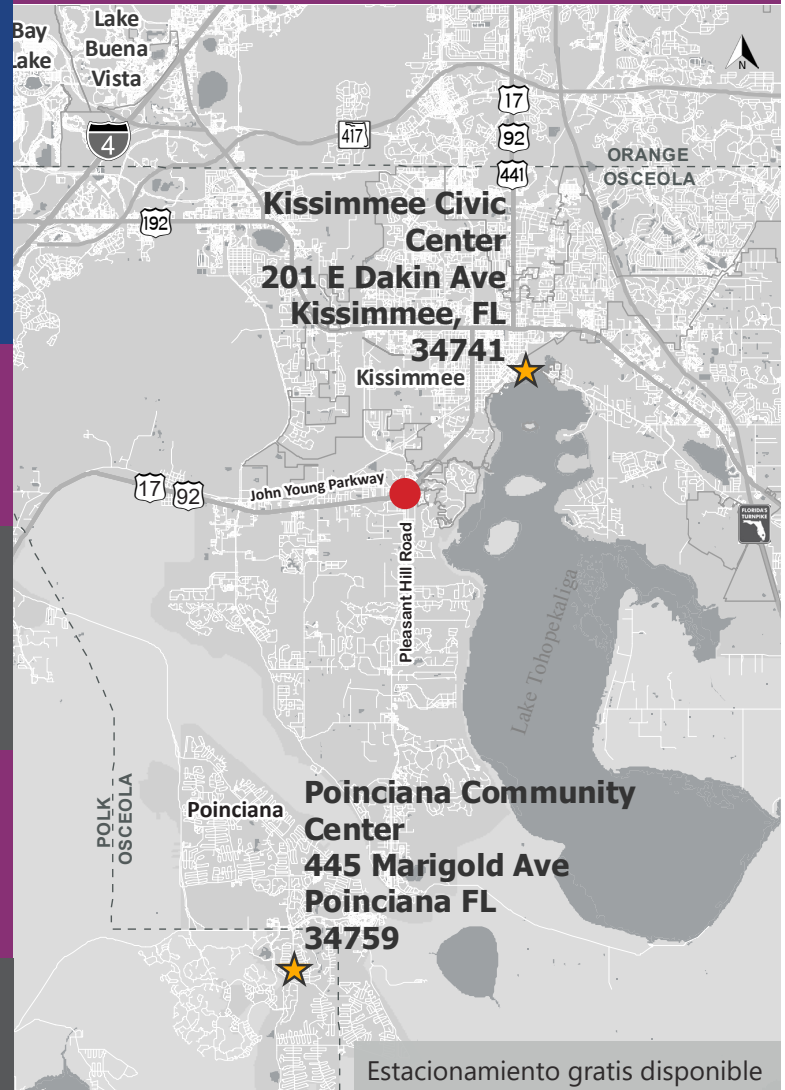 Bay
Lake
Lake
Buena
Vista
N
4
417
17
92
441
ORANGE
OSCEOLA
192
Kissimmee Civic
Center
201 E Dakin Ave
Kissimmee, FL
34741
Kissimmee
17
92
John Young Parkway
FLORIDA'S
TURNPIKE
Pleasant Hill Road
Lake Tohopekaliga
POLK
OSCEOLA
Poinciana
Poinciana Community
Center
445 Marigold Ave
Poinciana FL
34759
Estacionamiento gratis disponible